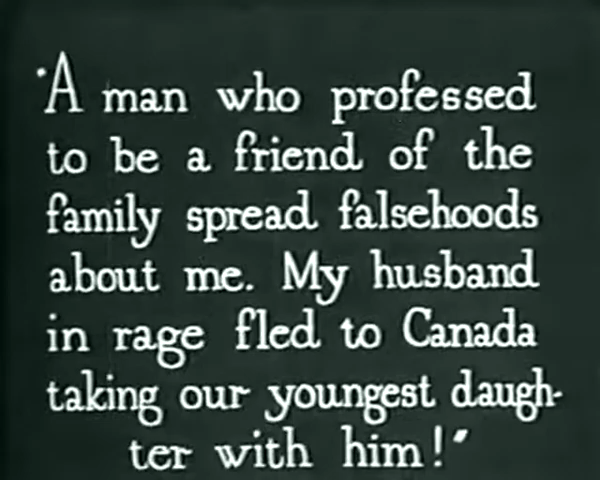 "A man who professed
to be a friend of the
family spread falsehoods
about me. My husband
in rage fled to Canada
taking our youngest daugh-
ter with him!"